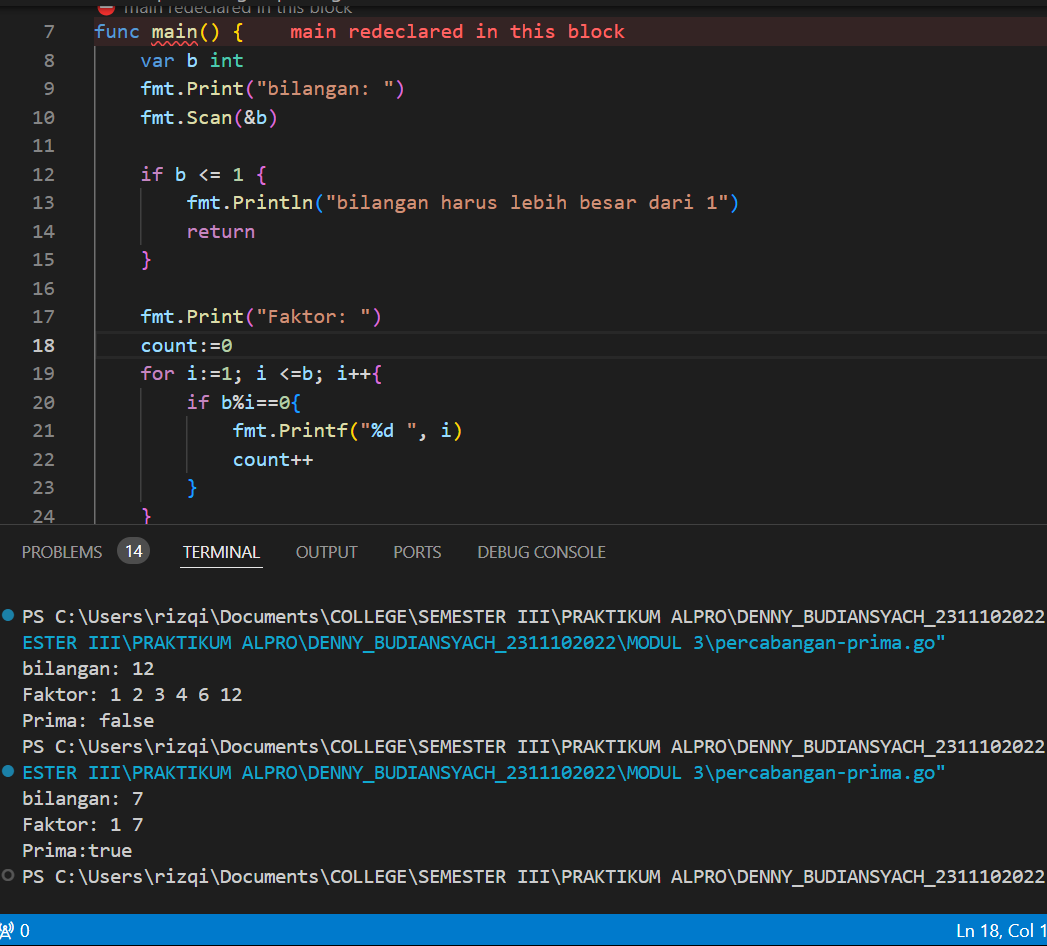 main redeclared in this block
7 func main() {    main redeclared in this block
8     var b int
9     fmt.Print("bilangan: ")
10     fmt.Scan(&b)
11
12     if b <= 1 {
13         fmt.Println("bilangan harus lebih besar dari 1")
14         return
15     }
16
17     fmt.Print("Faktor: ")
18     count:=0
19     for i:=1; i <=b; i++{
20         if b%i==0{
21             fmt.Printf("%d ", i)
22             count++
23         }
24     }
PROBLEMS 14 TERMINAL OUTPUT PORTS DEBUG CONSOLE
PS C:\Users\rizqi\Documents\COLLEGE\SEMESTER III\PRAKTIKUM ALPRO\DENNY_BUDIANSYACH_2311102022
ESTER III\PRAKTIKUM ALPRO\DENNY_BUDIANSYACH_2311102022\MODUL 3\percabangan-prima.go"
bilangan: 12
Faktor: 1 2 3 4 6 12
Prima: false
PS C:\Users\rizqi\Documents\COLLEGE\SEMESTER III\PRAKTIKUM ALPRO\DENNY_BUDIANSYACH_2311102022
ESTER III\PRAKTIKUM ALPRO\DENNY_BUDIANSYACH_2311102022\MODUL 3\percabangan-prima.go"
bilangan: 7
Faktor: 1 7
Prima:true
PS C:\Users\rizqi\Documents\COLLEGE\SEMESTER III\PRAKTIKUM ALPRO\DENNY_BUDIANSYACH_2311102022
0 Ln 18, Col 1